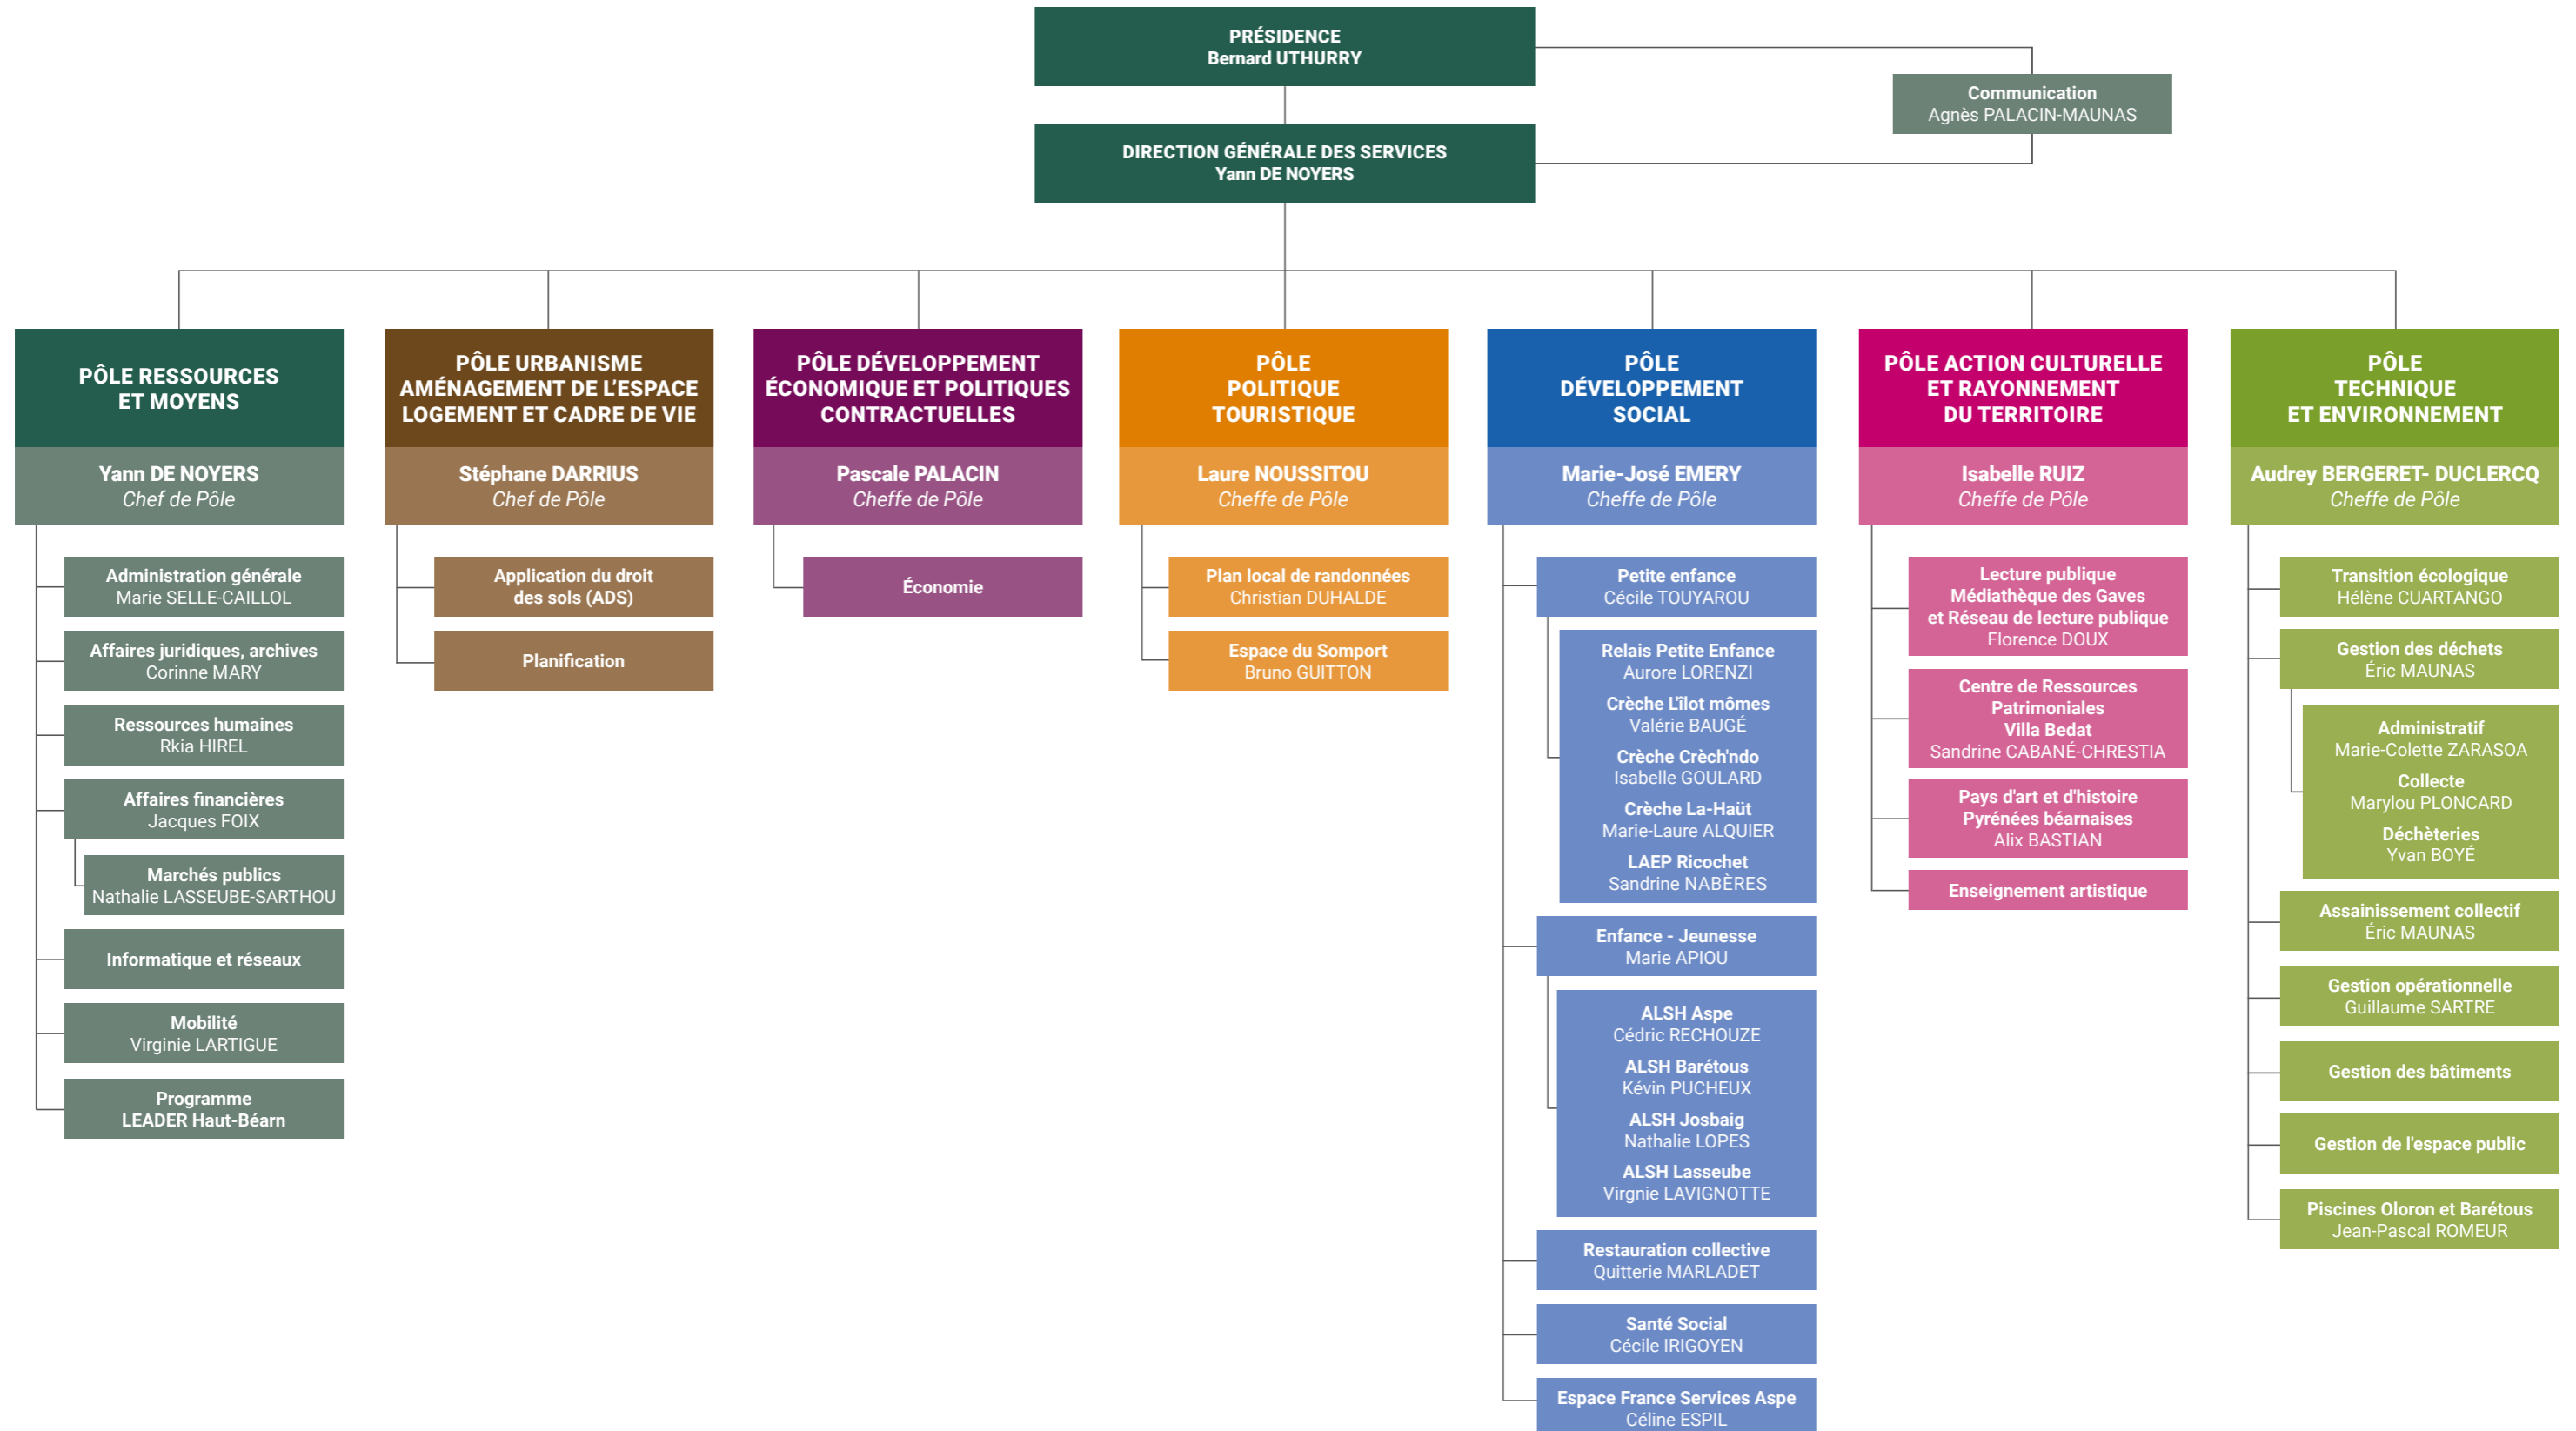 PRÉSIDENCE
Bernard UTHURRY
Communication
Agnès PALACIN-MAUNAS
DIRECTION GÉNÉRALE DES SERVICES
Yann DE NOYERS
PÔLE RESSOURCES
ET MOYENS
Yann DE NOYERS
Chef de Pôle
Administration générale
Marie SELLE-CAILLOL
Affaires juridiques, archives
Corinne MARY
Ressources humaines
Rkia HIREL
Affaires financières
Jacques FOIX
Marchés publics
Nathalie LASSEUBE-SARTHOU
Informatique et réseaux
Mobilité
Virginie LARTIGUE
Programme
LEADER Haut-Béarn
PÔLE URBANISME
AMÉNAGEMENT DE L’ESPACE
LOGEMENT ET CADRE DE VIE
Stéphane DARRIUS
Chef de Pôle
Application du droit
des sols (ADS)
Planification
PÔLE DÉVELOPPEMENT
ÉCONOMIQUE ET POLITIQUES
CONTRACTUELLES
Pascale PALACIN
Cheffe de Pôle
Économie
PÔLE
POLITIQUE
TOURISTIQUE
Laure NOUSSITOU
Cheffe de Pôle
Plan local de randonnées
Christian DUHALDE
Espace du Somport
Bruno GUITTON
PÔLE
DÉVELOPPEMENT
SOCIAL
Marie-José EMERY
Cheffe de Pôle
Petite enfance
Cécile TOUYAROU
Relais Petite Enfance
Aurore LORENZI
Crèche L'îlot mômes
Valérie BAUGÉ
Crèche Crèch'ndo
Isabelle GOULARD
Crèche La-Haüt
Marie-Laure ALQUIER
LAEP Ricochet
Sandrine NABÈRES
Enfance - Jeunesse
Marie APIOU
ALSH Aspe
Cédric RECHOUZE
ALSH Barétous
Kévin PUCHEUX
ALSH Josbaig
Nathalie LOPES
ALSH Lasseube
Virgnie LAVIGNOTTE
Restauration collective
Quitterie MARLADET
Santé Social
Cécile IRIGOYEN
Espace France Services Aspe
Céline ESPIL
PÔLE ACTION CULTURELLE
ET RAYONNEMENT
DU TERRITOIRE
Isabelle RUIZ
Cheffe de Pôle
Lecture publique
Médiathèque des Gaves
et Réseau de lecture publique
Florence DOUX
Centre de Ressources
Patrimoniales
Villa Bedat
Sandrine CABANÉ-CHRESTIA
Pays d'art et d'histoire
Pyrénées béarnaises
Alix BASTIAN
Enseignement artistique
PÔLE
TECHNIQUE
ET ENVIRONNEMENT
Audrey BERGERET- DUCLERCQ
Cheffe de Pôle
Transition écologique
Hélène CUARTANGO
Gestion des déchets
Éric MAUNAS
Administratif
Marie-Colette ZARASOA
Collecte
Marylou PLONCARD
Déchèteries
Yvan BOYÉ
Assainissement collectif
Éric MAUNAS
Gestion opérationnelle
Guillaume SARTRE
Gestion des bâtiments
Gestion de l'espace public
Piscines Oloron et Barétous
Jean-Pascal ROMEUR